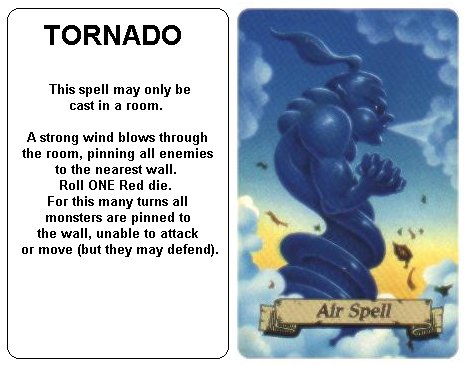 TORNADO
This spell may only be
cast in a room.
A strong wind blows through
the room, pinning all enemies
to the nearest wall.
Roll ONE Red die.
For this many turns all
monsters are pinned to
the wall, unable to attack
or move (but they may defend).
Air Spell